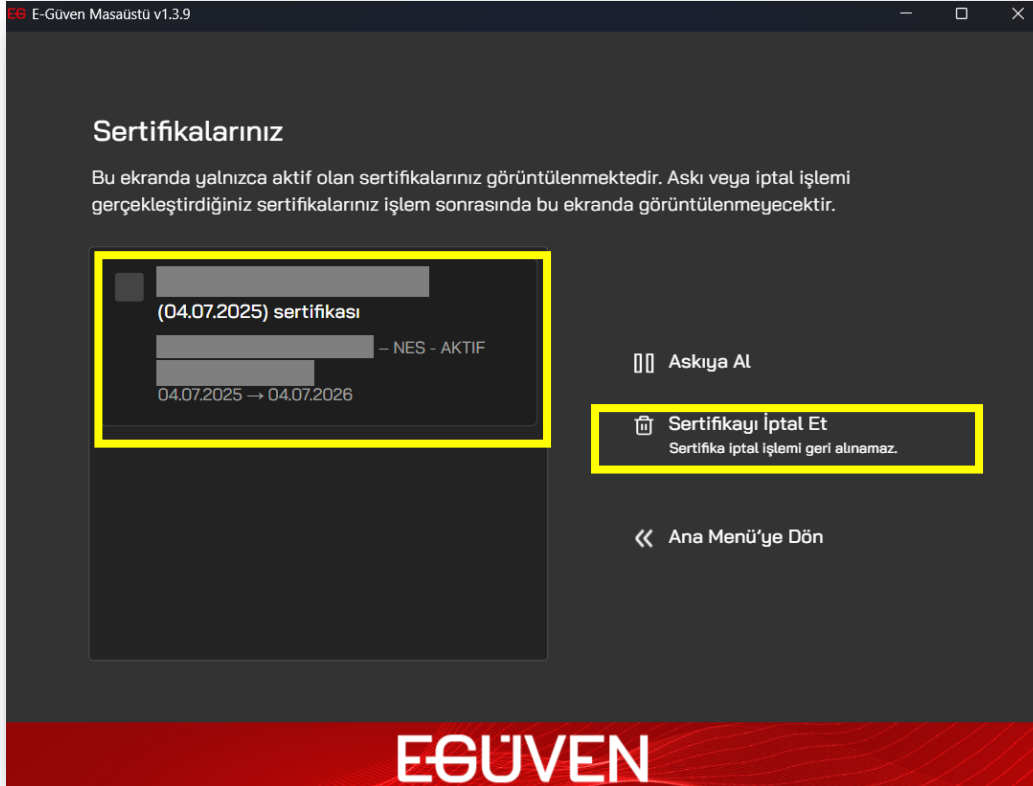 EG E-Güven Masaüstü v1.3.9
Sertifikalarınız
Bu ekranda yalnızca aktif olan sertifikalarınız görüntülenmektedir. Askı veya iptal işlemi
gerçekleştirdiğiniz sertifikalarınız işlem sonrasında bu ekranda görüntülenmeyecektir.
(04.07.2025) sertifikası
– NES - AKTIF
04.07.2025 → 04.07.2026
Askıya Al
Sertifikayı İptal Et
Sertifika iptal işlemi geri alınamaz.
Ana Menü'ye Dön
EGÜVEN